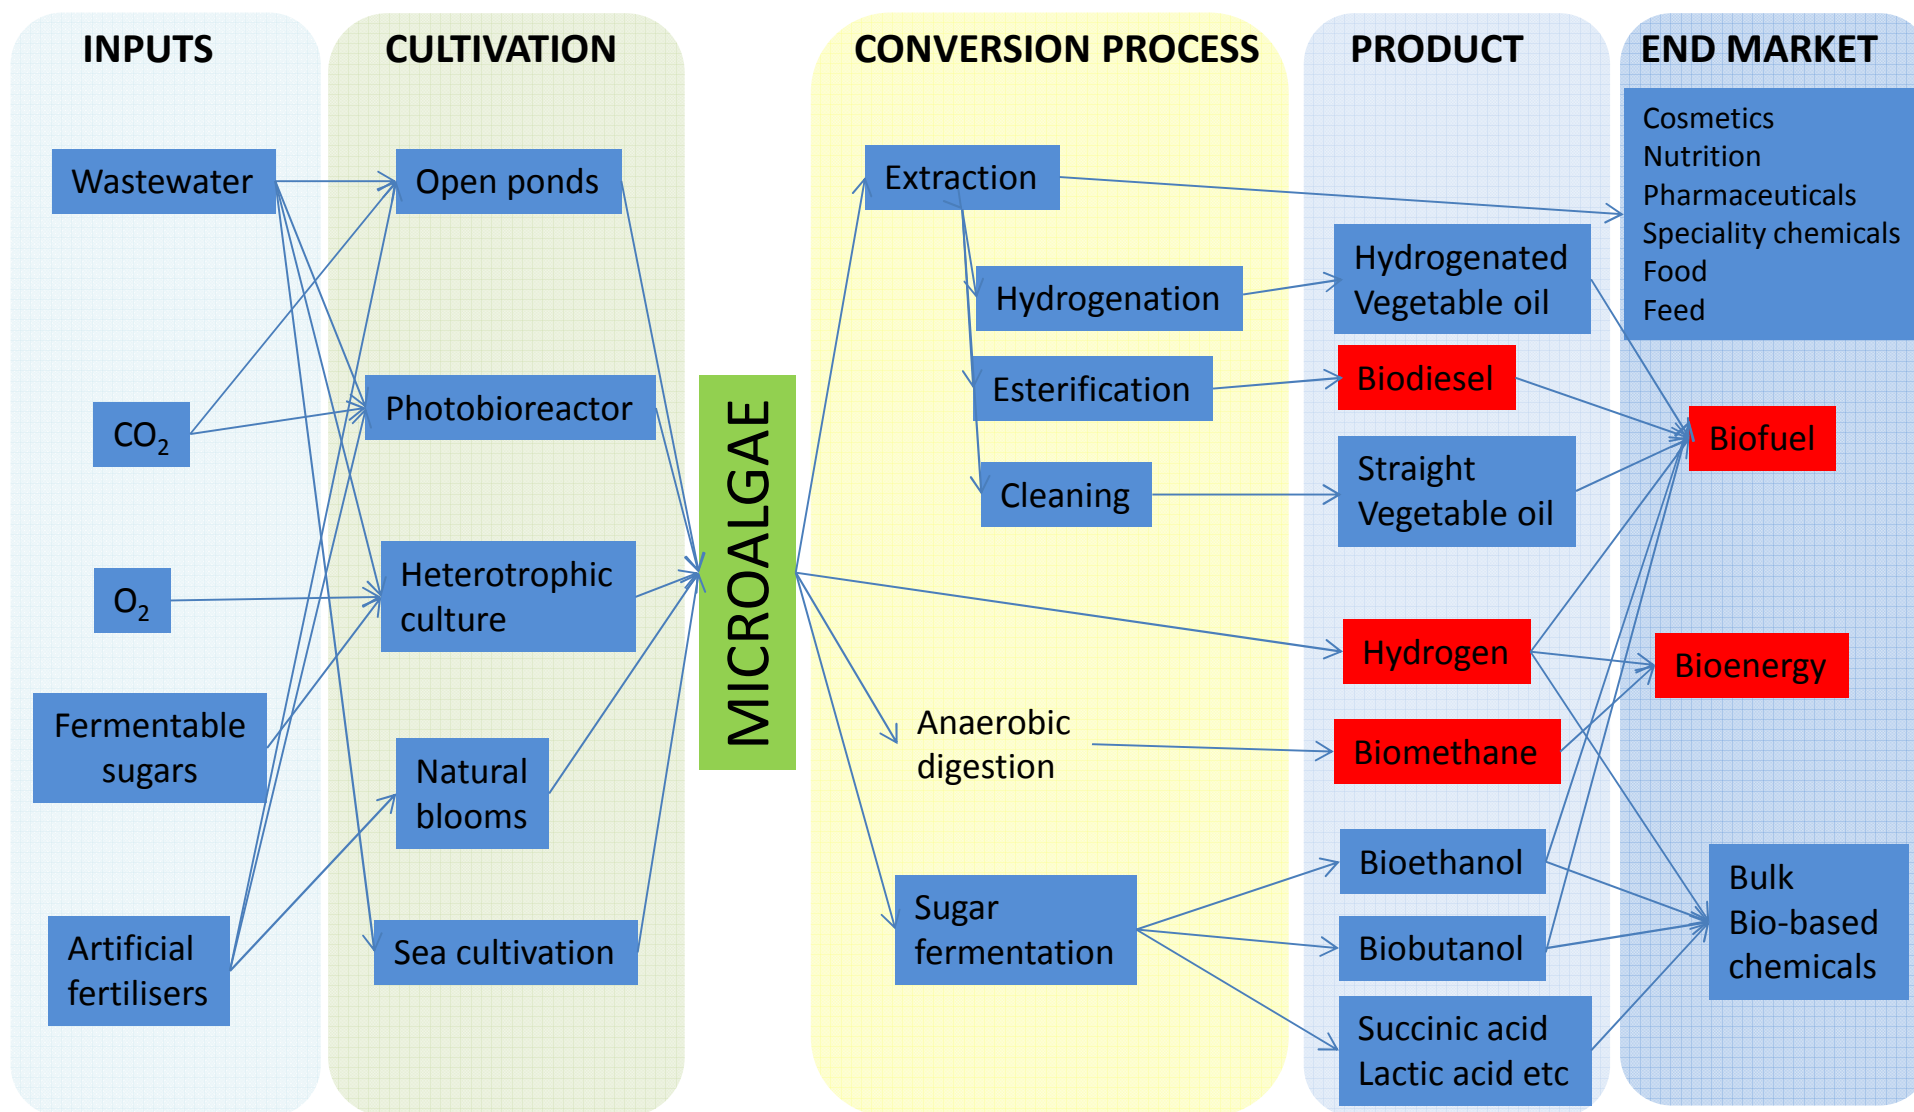 INPUTS
CULTIVATION
CONVERSION PROCESS
PRODUCT
END MARKET
Wastewater
CO₂
O₂
Fermentable
sugars
Artificial
fertilisers
Open ponds
Photobioreactor
Heterotrophic
culture
Natural
blooms
Sea cultivation
MICROALGAE
Extraction
Hydrogenation
Esterification
Cleaning
Anaerobic
digestion
Sugar
fermentation
Hydrogenated
Vegetable oil
Biodiesel
Straight
Vegetable oil
Hydrogen
Biomethane
Bioethanol
Biobutanol
Succinic acid
Lactic acid etc
Cosmetics
Nutrition
Pharmaceuticals
Speciality chemicals
Food
Feed
Biofuel
Bioenergy
Bulk
Bio-based
chemicals